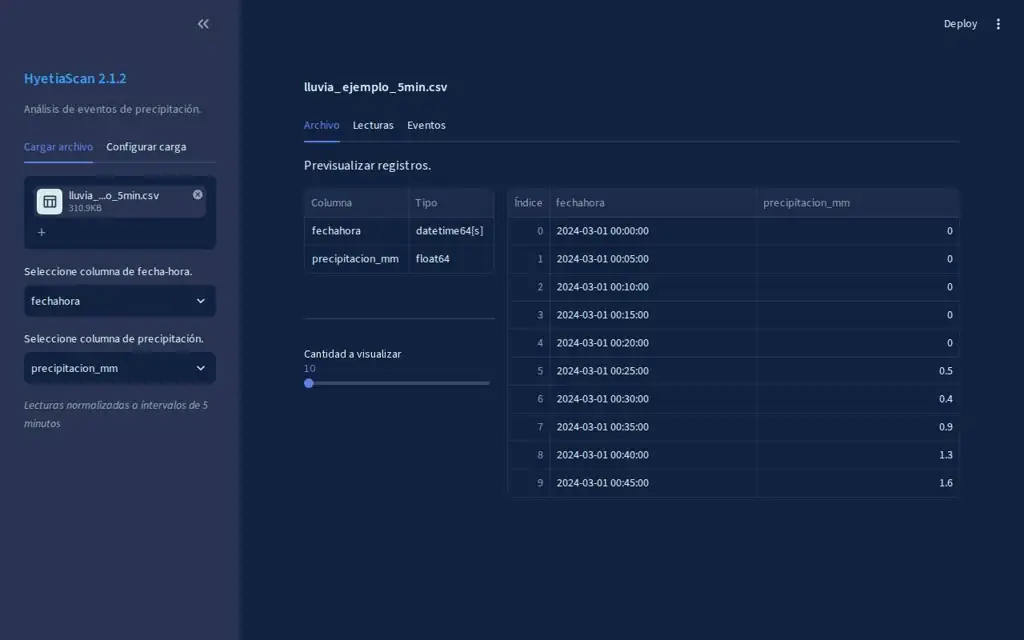 Deploy
HyetiaScan 2.1.2
Análisis de eventos de precipitación.
Cargar archivo Configurar carga
lluvia_...o_5min.csv
310.9KB
+
Seleccione columna de fecha-hora.
fechahora
Seleccione columna de precipitación.
precipitacion_mm
Lecturas normalizadas a intervalos de 5
minutos
lluvia_ejemplo_5min.csv
Archivo Lecturas Eventos
Previsualizar registros.
Columna Tipo
fechahora datetime64[s]
precipitacion_mm float64
Cantidad a visualizar
10
Índice fechahora precipitacion_mm
0 2024-03-01 00:00:00 0
1 2024-03-01 00:05:00 0
2 2024-03-01 00:10:00 0
3 2024-03-01 00:15:00 0
4 2024-03-01 00:20:00 0
5 2024-03-01 00:25:00 0.5
6 2024-03-01 00:30:00 0.4
7 2024-03-01 00:35:00 0.9
8 2024-03-01 00:40:00 1.3
9 2024-03-01 00:45:00 1.6